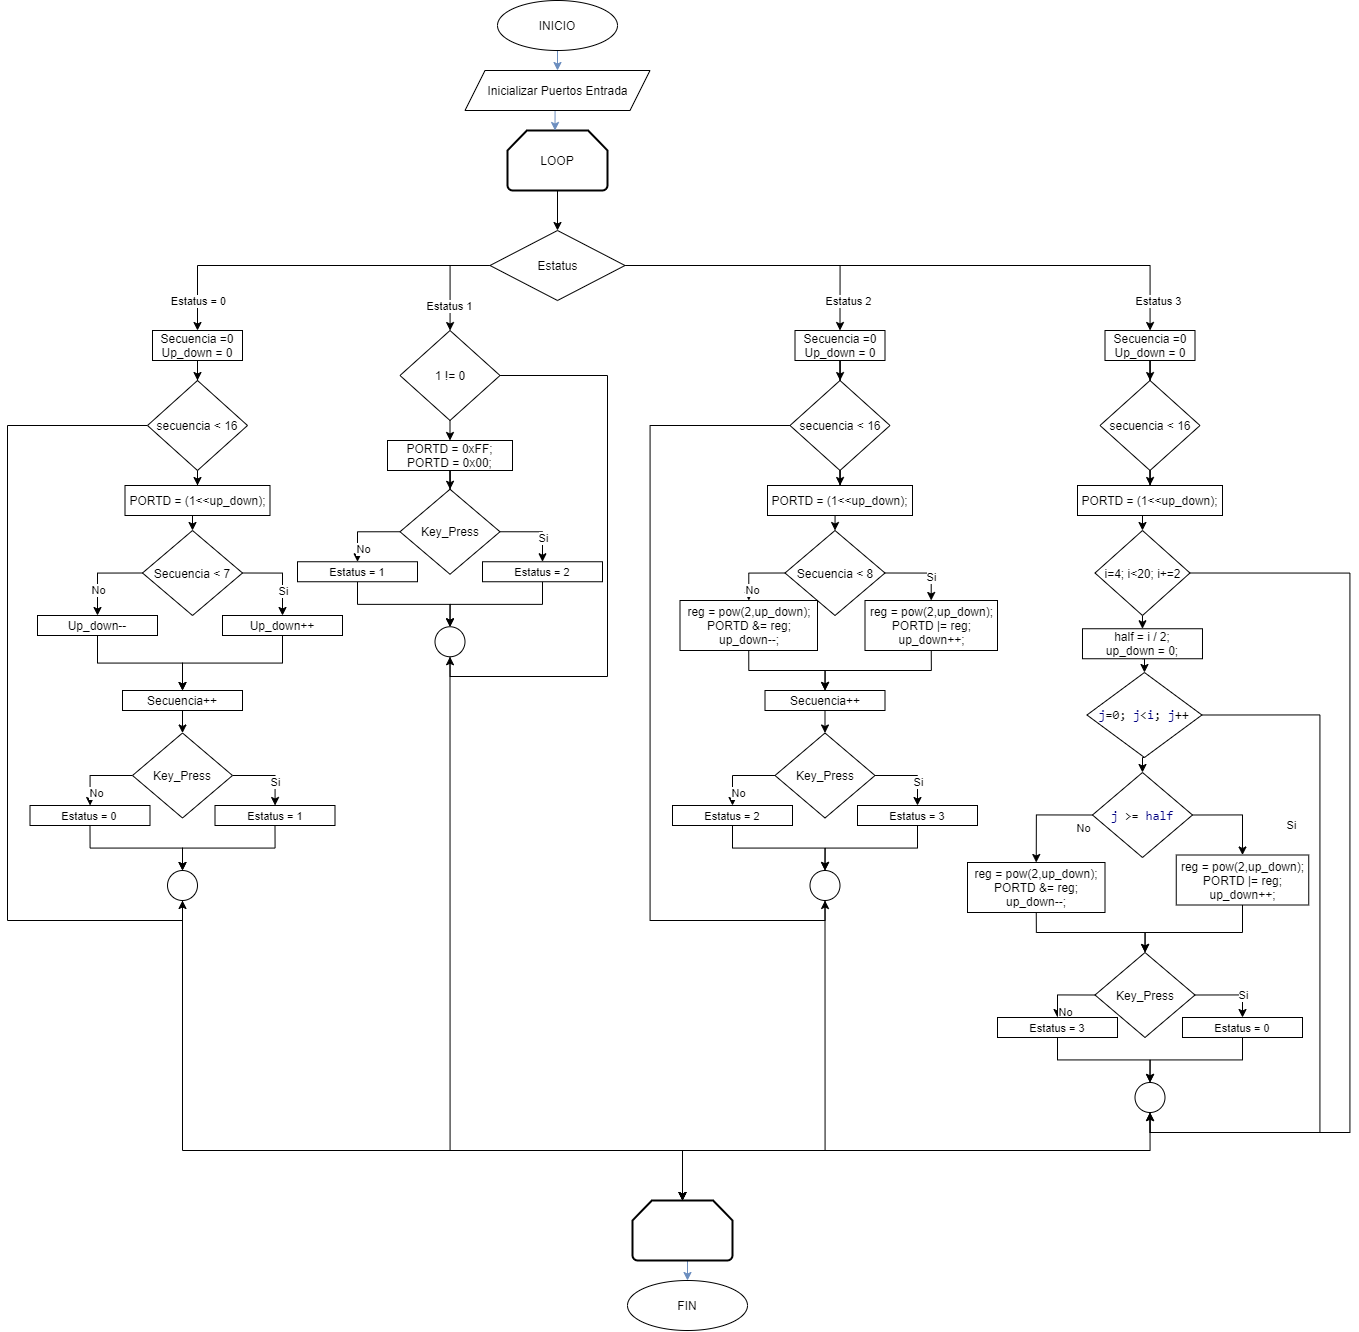 INICIO
Inicializar Puertos Entrada
LOOP
Estatus
Estatus = 0
Secuencia =0
Up_down = 0
secuencia < 16
PORTD = (1<<up_down);
Secuencia < 7
No
Si
Up_down--
Up_down++
Secuencia++
Key_Press
No
Si
Estatus = 0
Estatus = 1
Estatus 1
1 != 0
PORTD = 0xFF;
PORTD = 0x00;
Key_Press
No
Si
Estatus = 1
Estatus = 2
Estatus 2
Secuencia =0
Up_down = 0
secuencia < 16
PORTD = (1<<up_down);
Secuencia < 8
No
Si
reg = pow(2,up_down);
PORTD &= reg;
up_down--;
reg = pow(2,up_down);
PORTD |= reg;
up_down++;
Secuencia++
Key_Press
No
Si
Estatus = 2
Estatus = 3
Estatus 3
Secuencia =0
Up_down = 0
secuencia < 16
PORTD = (1<<up_down);
i=4; i<20; i+=2
half = i / 2;
up_down = 0;
j=0; j<i; j++
j >= half
No
Si
reg = pow(2,up_down);
PORTD &= reg;
up_down--;
reg = pow(2,up_down);
PORTD |= reg;
up_down++;
Key_Press
No
Si
Estatus = 3
Estatus = 0
FIN